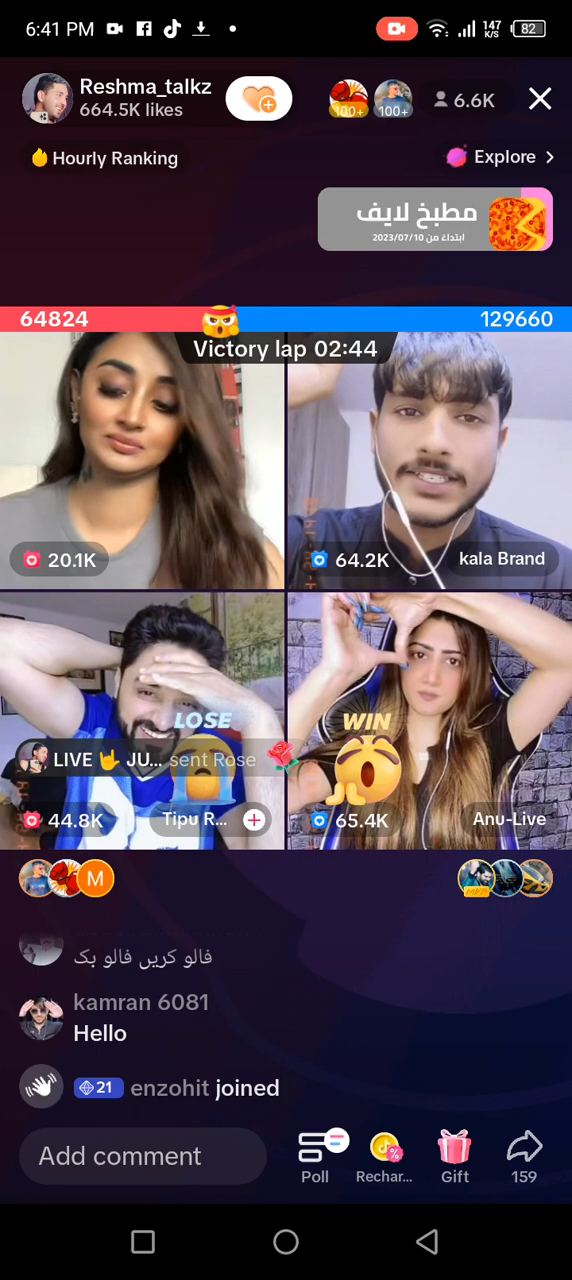 6:41 PM
147
K/S
82
Reshma_talkz
664.5K likes
100+
100+
6.6K
Hourly Ranking
Explore
مطبخ لايف
ابتداءً من 2023/07/10
64824
129660
Victory lap 02:44
20.1K
64.2K
kala Brand
LOSE
WIN
LIVE 🤟 JU... sent Rose
44.8K
Tipu R...
65.4K
Anu-Live
M
فالو کریں فالو بک
kamran 6081
Hello
21 enzohit joined
Add comment
Poll
Rechar...
Gift
159